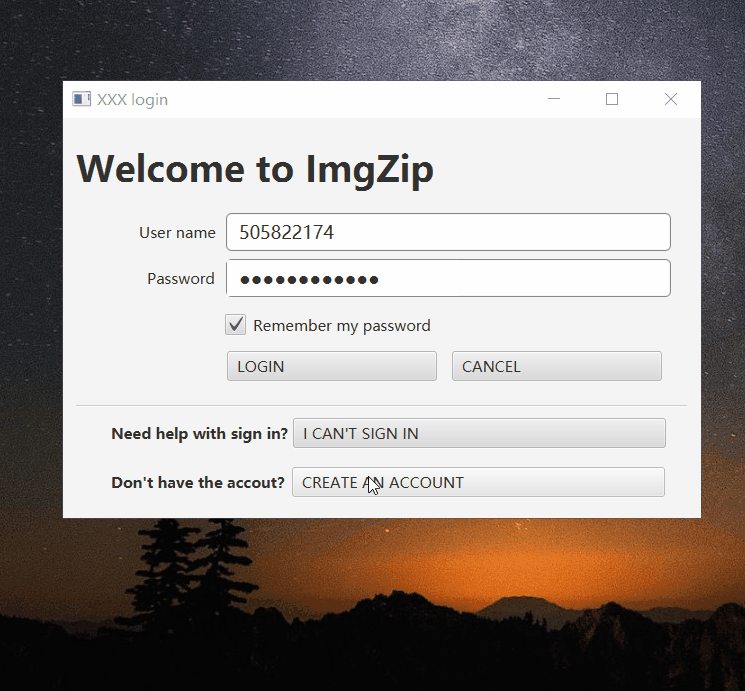 XXX login
Welcome to ImgZip
User name 505822174
Password ●●●●●●●●●●●●
Remember my password
LOGIN CANCEL
Need help with sign in? I CAN'T SIGN IN
Don't have the accout? CREATE AN ACCOUNT